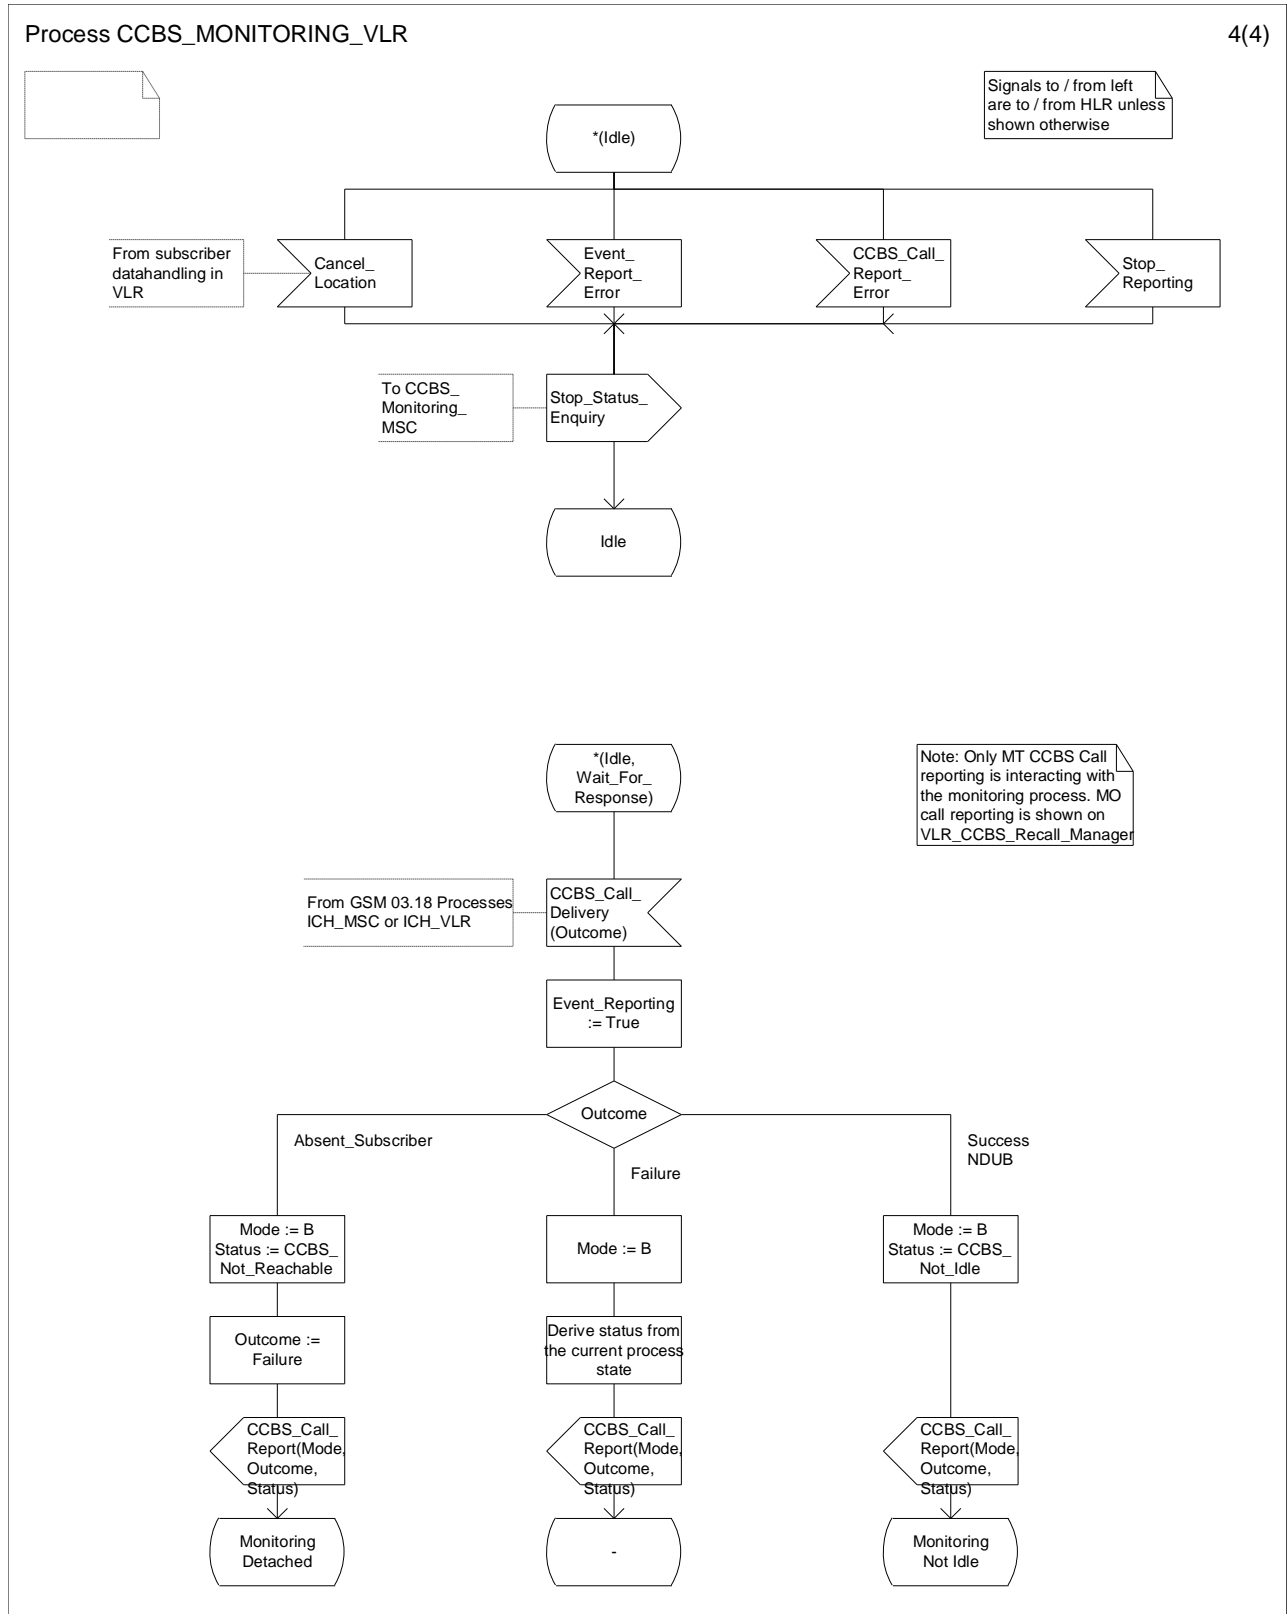 Process CCBS_MONITORING_VLR
4(4)
Signals to / from left
are to / from HLR unless
shown otherwise
*(Idle)
From subscriber
datahandling in
VLR
Cancel_
Location
Event_
Report_
Error
CCBS_Call_
Report_
Error
Stop_
Reporting
To CCBS_
Monitoring_
MSC
Stop_Status_
Enquiry
Idle
*(Idle,
Wait_For_
Response)
Note: Only MT CCBS Call
reporting is interacting with
the monitoring process. MO
call reporting is shown on
VLR_CCBS_Recall_Manager
From GSM 03.18 Processes
ICH_MSC or ICH_VLR
CCBS_Call_
Delivery
(Outcome)
Event_Reporting
:= True
Outcome
Absent_Subscriber
Failure
Success
NDUB
Mode := B
Status := CCBS_
Not_Reachable
Mode := B
Mode := B
Status := CCBS_
Not_Idle
Outcome :=
Failure
Derive status from
the current process
state
CCBS_Call_
Report(Mode,
Outcome,
Status)
CCBS_Call_
Report(Mode,
Outcome,
Status)
CCBS_Call_
Report(Mode,
Outcome,
Status)
Monitoring
Detached
-
Monitoring
Not Idle